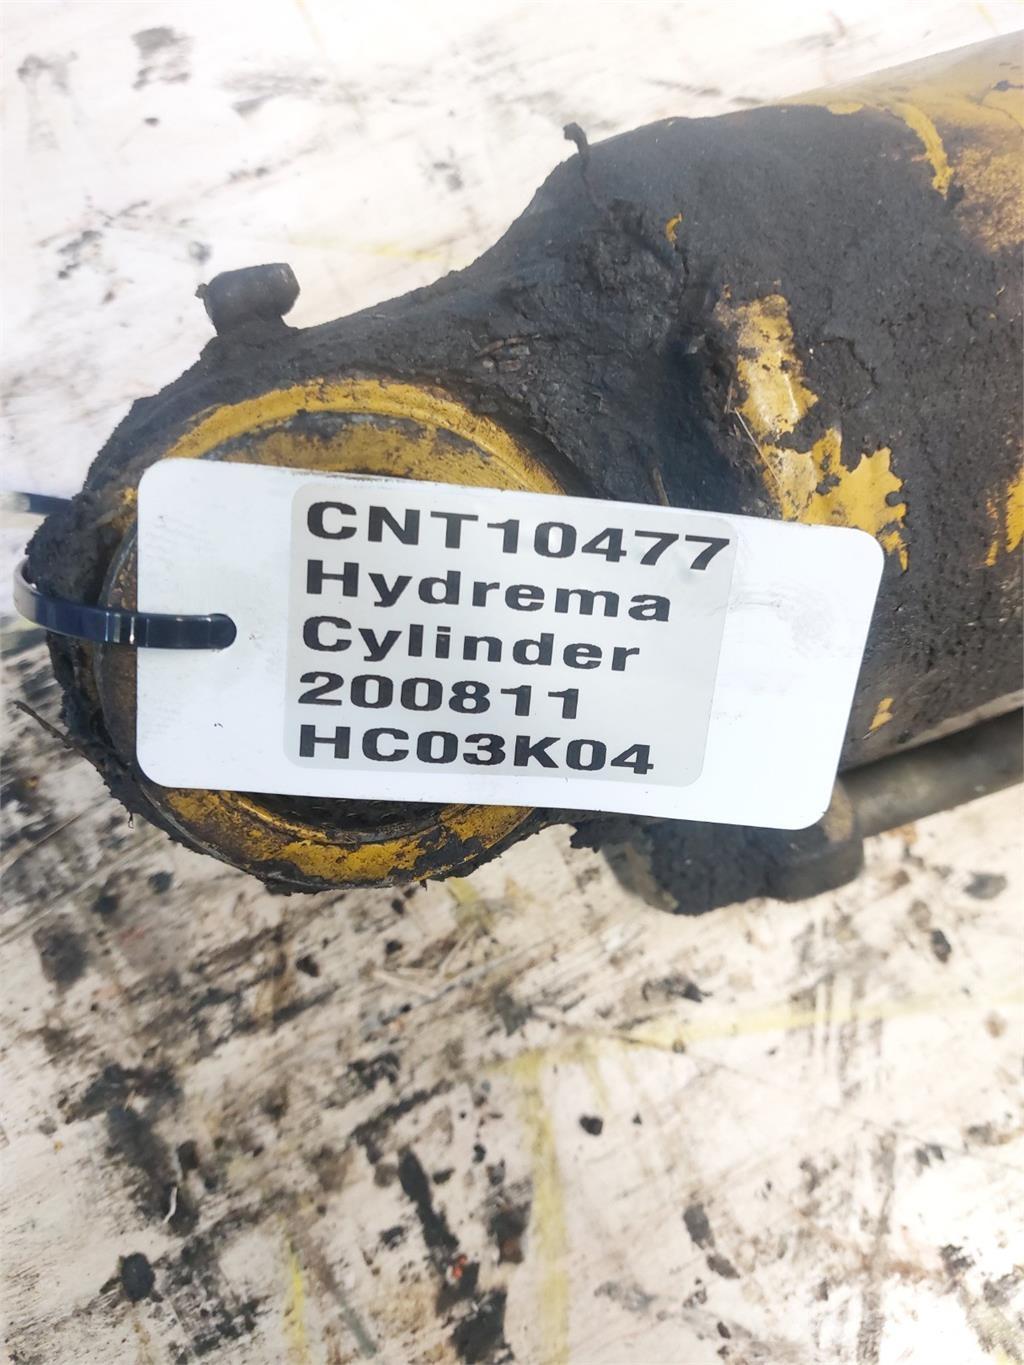 CNT10477
Hydrema
Cylinder
200811
HC03K04